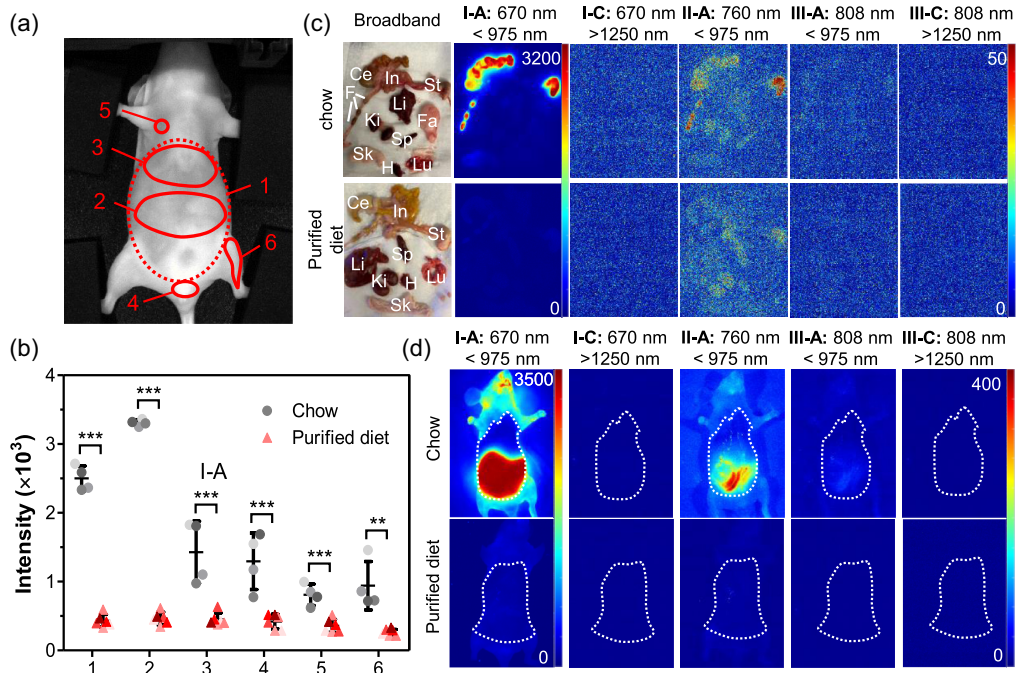 (a)
5
3
2
1
6
4
(c)
Broadband
I-A: 670 nm
< 975 nm
I-C: 670 nm
>1250 nm
II-A: 760 nm
< 975 nm
III-A: 808 nm
< 975 nm
III-C: 808 nm
>1250 nm
chow
Ce
In
St
F
Li
Ki
Fa
Sp
Sk
H
Lu
3200
50
Purified diet
Ce
In
St
Sp
Li
Ki
H
Lu
Sk
0
0
(b)
Intensity (×10³)
4
3
2
1
0
***
***
I-A
***
***
***
**
Chow
Purified diet
1
2
3
4
5
6
(d)
I-A: 670 nm
< 975 nm
I-C: 670 nm
>1250 nm
II-A: 760 nm
< 975 nm
III-A: 808 nm
< 975 nm
III-C: 808 nm
>1250 nm
Chow
3500
400
Purified diet
0
0